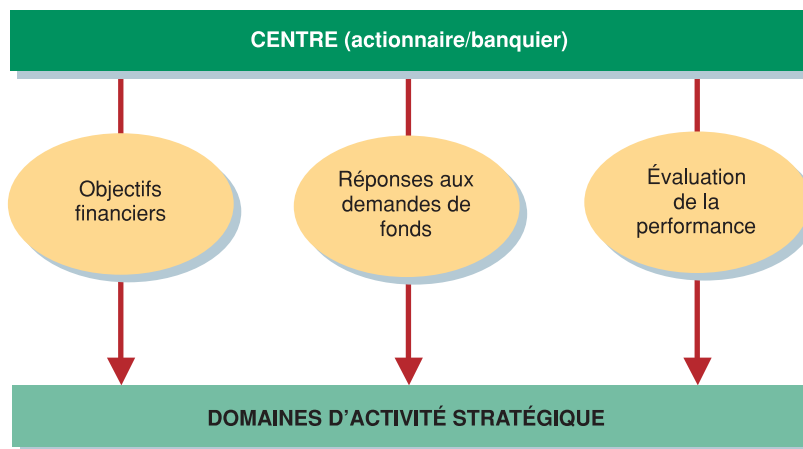 CENTRE (actionnaire/banquier)
Objectifs
financiers
Réponses aux
demandes de
fonds
Évaluation
de la
performance
DOMAINES D'ACTIVITÉ STRATÉGIQUE